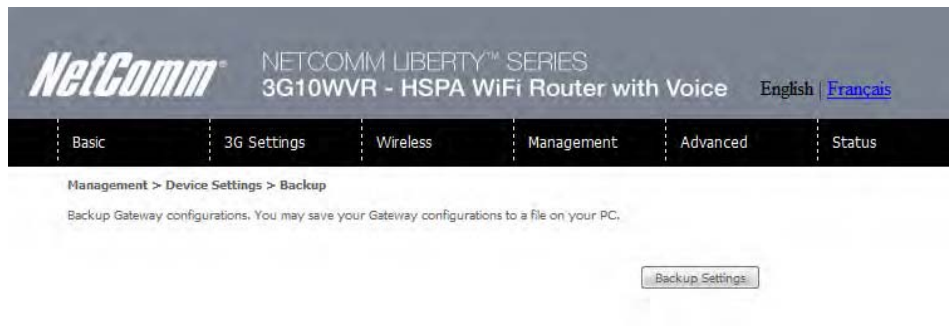 NetComm®
NETCOMM LIBERTY™ SERIES
3G10WVR - HSPA WiFi Router with Voice
English | Français
Basic
3G Settings
Wireless
Management
Advanced
Status
Management > Device Settings > Backup
Backup Gateway configurations. You may save your Gateway configurations to a file on your PC.
Backup Settings